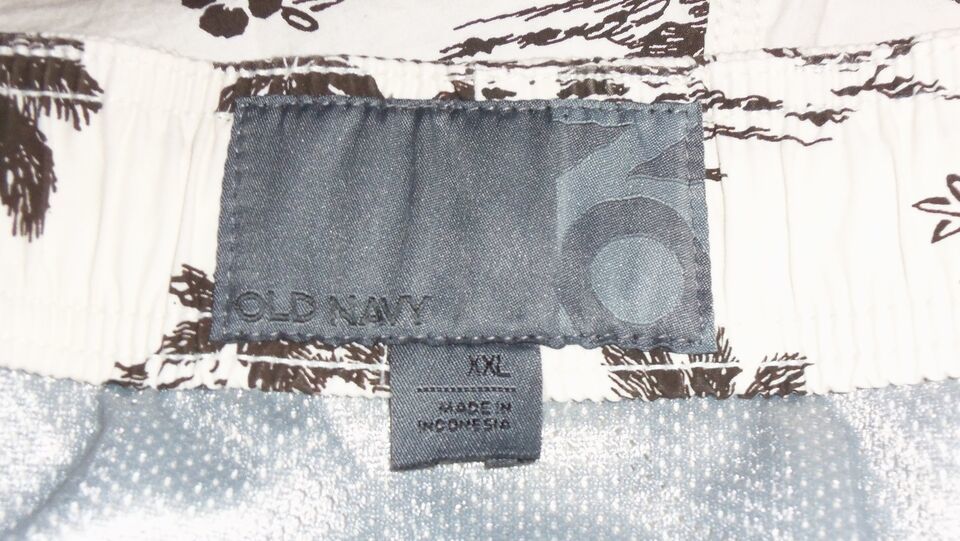 OLD NAVY
XXL
MADE IN
INDONESIA